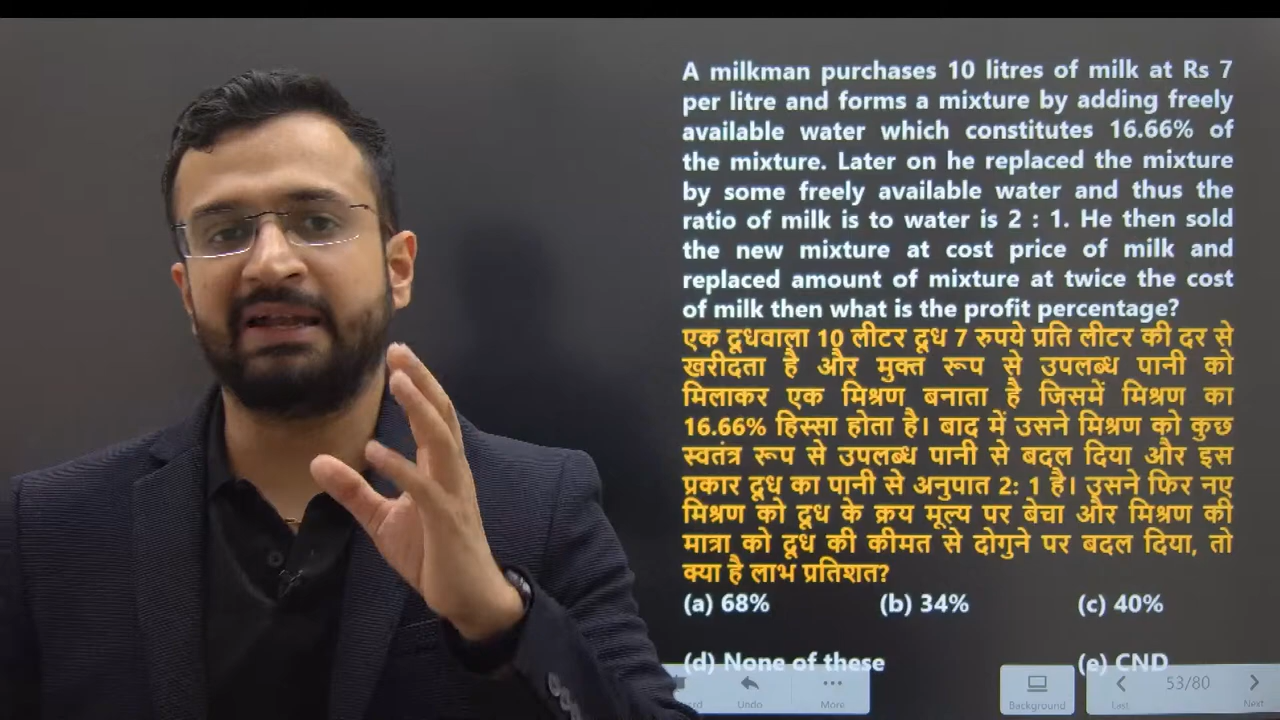 A milkman purchases 10 litres of milk at Rs 7
per litre and forms a mixture by adding freely
available water which constitutes 16.66% of
the mixture. Later on he replaced the mixture
by some freely available water and thus the
ratio of milk is to water is 2 : 1. He then sold
the new mixture at cost price of milk and
replaced amount of mixture at twice the cost
of milk then what is the profit percentage?
एक दूधवाला 10 लीटर दूध 7 रुपये प्रति लीटर की दर से
खरीदता है और मुक्त रूप से उपलब्ध पानी को
मिलाकर एक मिश्रण बनाता है जिसमें मिश्रण का
16.66% हिस्सा होता है। बाद में उसने मिश्रण को कुछ
स्वतंत्र रूप से उपलब्ध पानी से बदल दिया और इस
प्रकार दूध का पानी से अनुपात 2: 1 है। उसने फिर नए
मिश्रण को दूध के क्रय मूल्य पर बेचा और मिश्रण की
मात्रा को दूध की कीमत से दोगुने पर बदल दिया, तो
क्या है लाभ प्रतिशत?
(a) 68% (b) 34% (c) 40%
(d) None of these (e) CND
53/80
Undo More Background Last Next